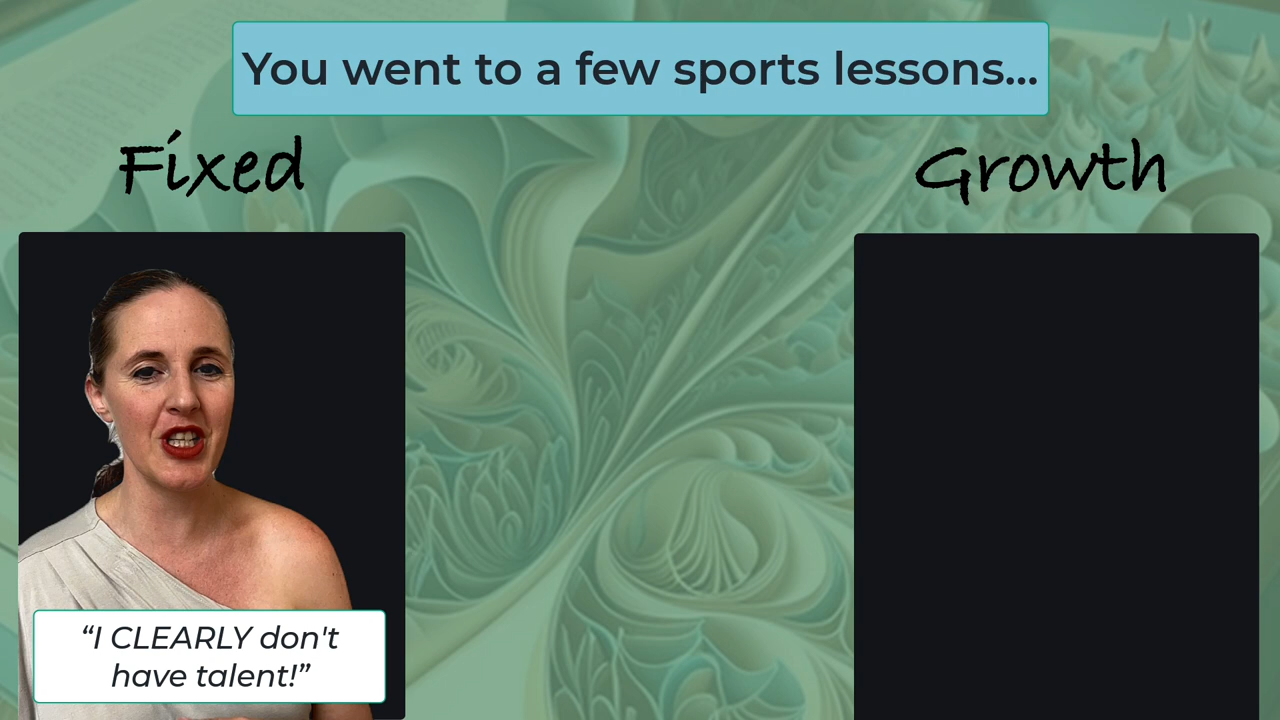 You went to a few sports lessons...
Fixed
Growth
“I CLEARLY don't
have talent!”